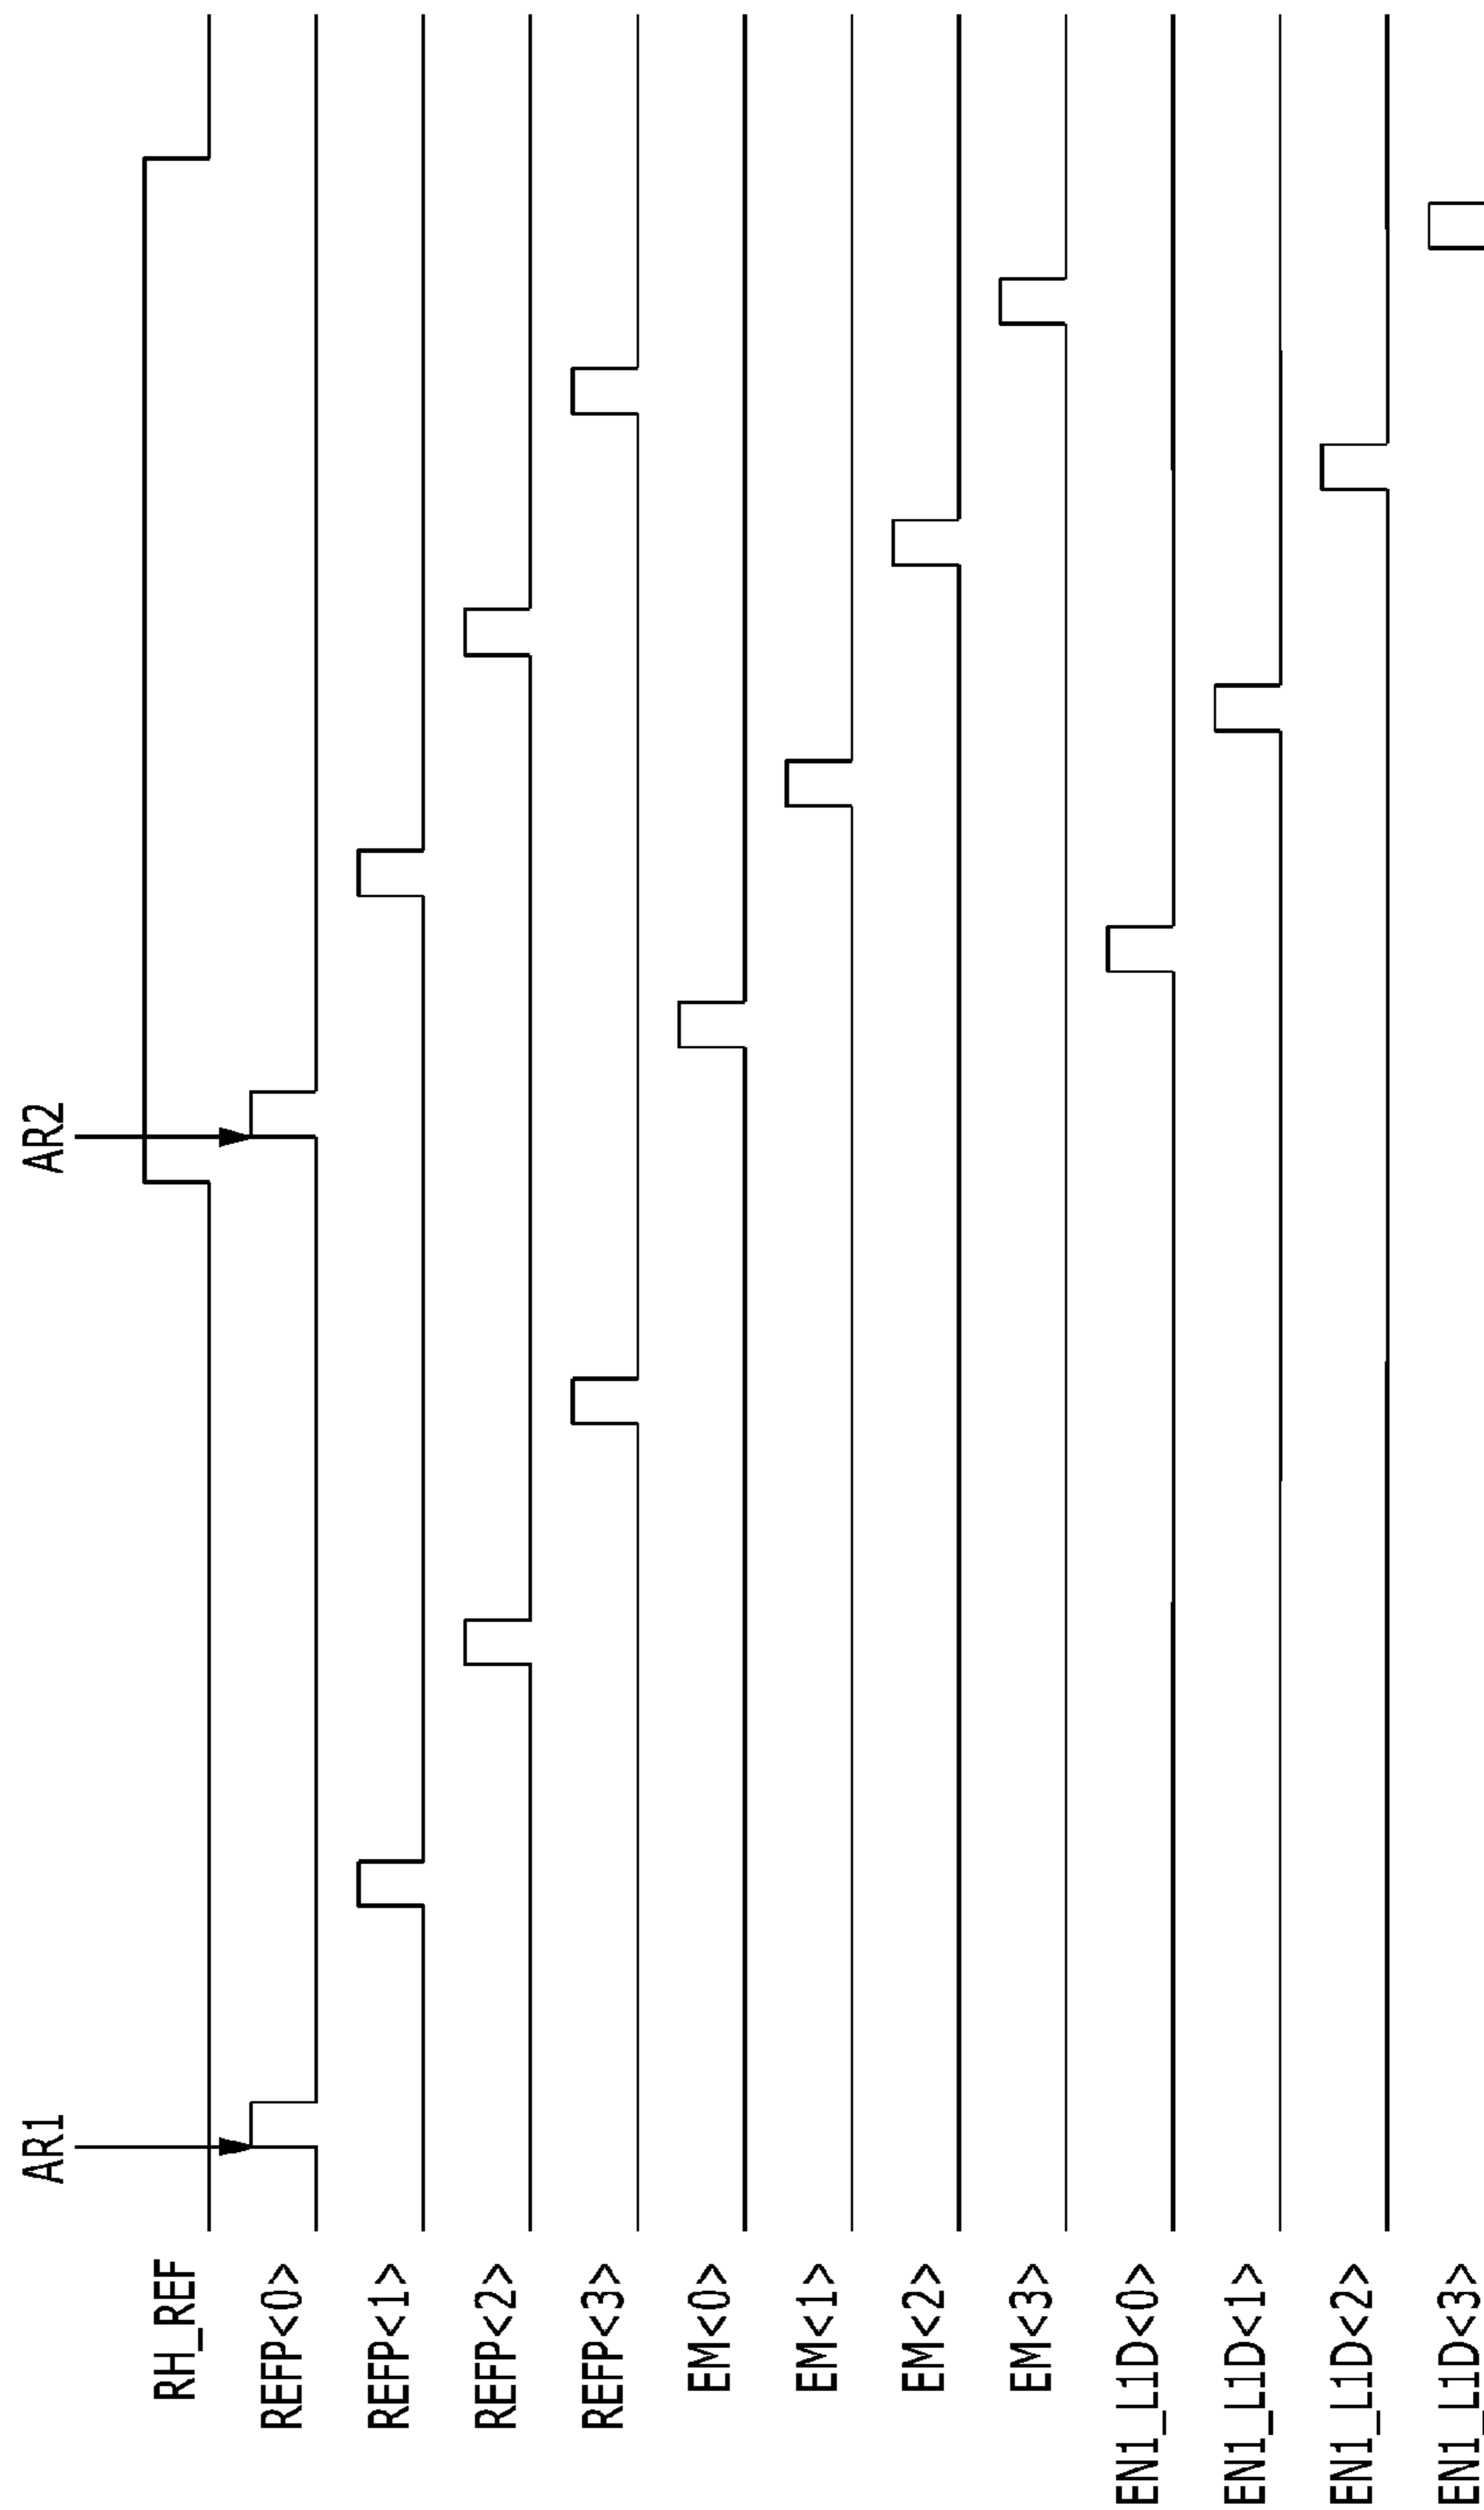 AR1
AR2
RH_REF
REFP<0>
REFP<1>
REFP<2>
REFP<3>
EM<0>
EM<1>
EM<2>
EM<3>
EN1_L1D<0>
EN1_L1D<1>
EN1_L1D<2>
EN1_L1D<3>